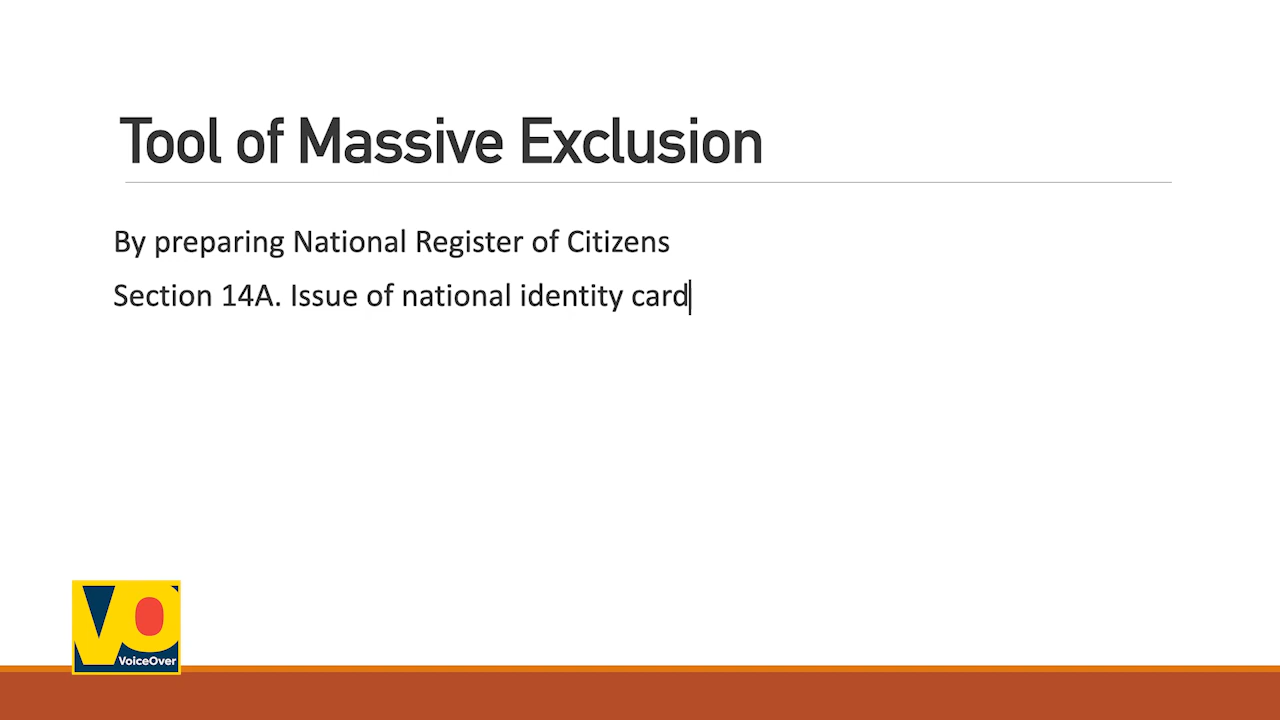 Tool of Massive Exclusion
By preparing National Register of Citizens
Section 14A. Issue of national identity card
VO
VoiceOver